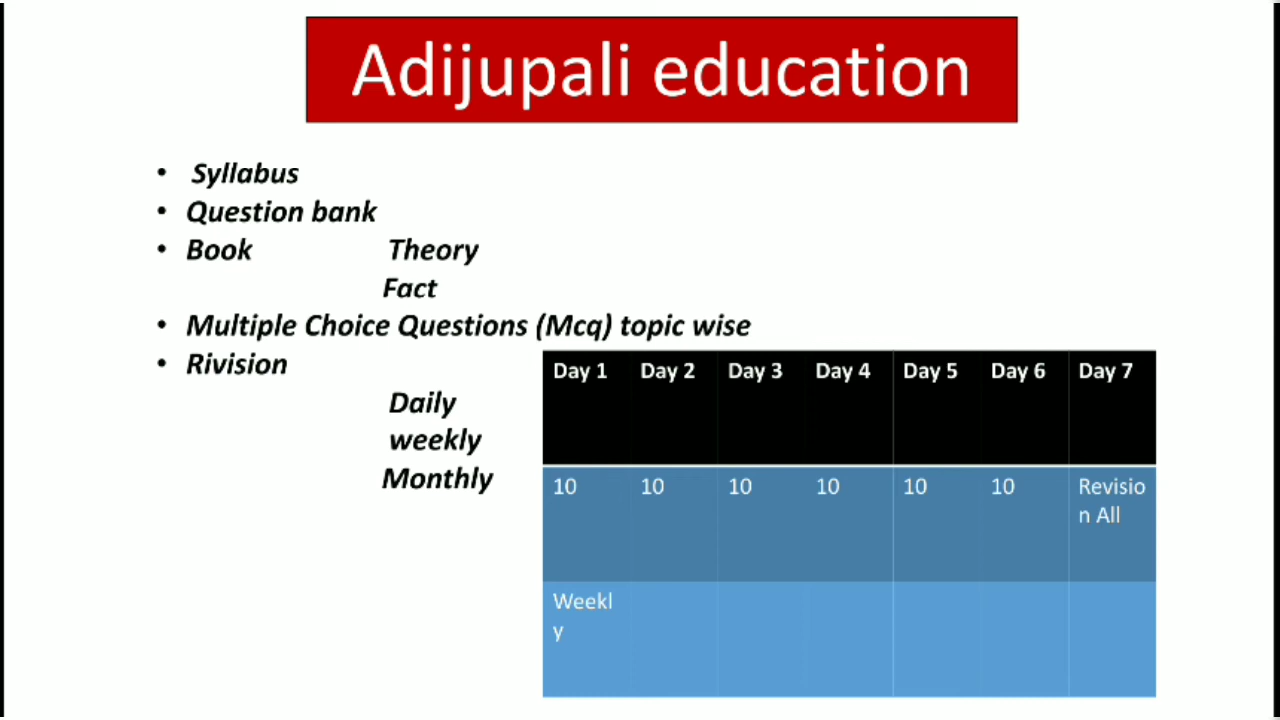 Adijupali education
• Syllabus
• Question bank
• Book Theory
Fact
• Multiple Choice Questions (Mcq) topic wise
• Rivision
Daily
weekly
Monthly
Day 1 Day 2 Day 3 Day 4 Day 5 Day 6 Day 7
10 10 10 10 10 10 Revisio
n All
Weekl
y